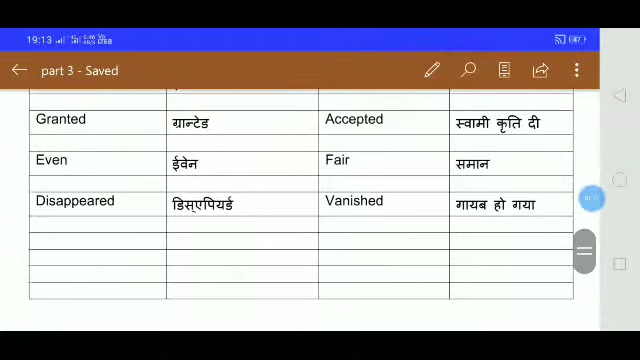 19:13
part 3 - Saved
Granted ग्रान्टेड Accepted स्वामी कृति दी
Even ईवेन Fair समान
Disappeared डिस्एपियर्ड Vanished गायब हो गया